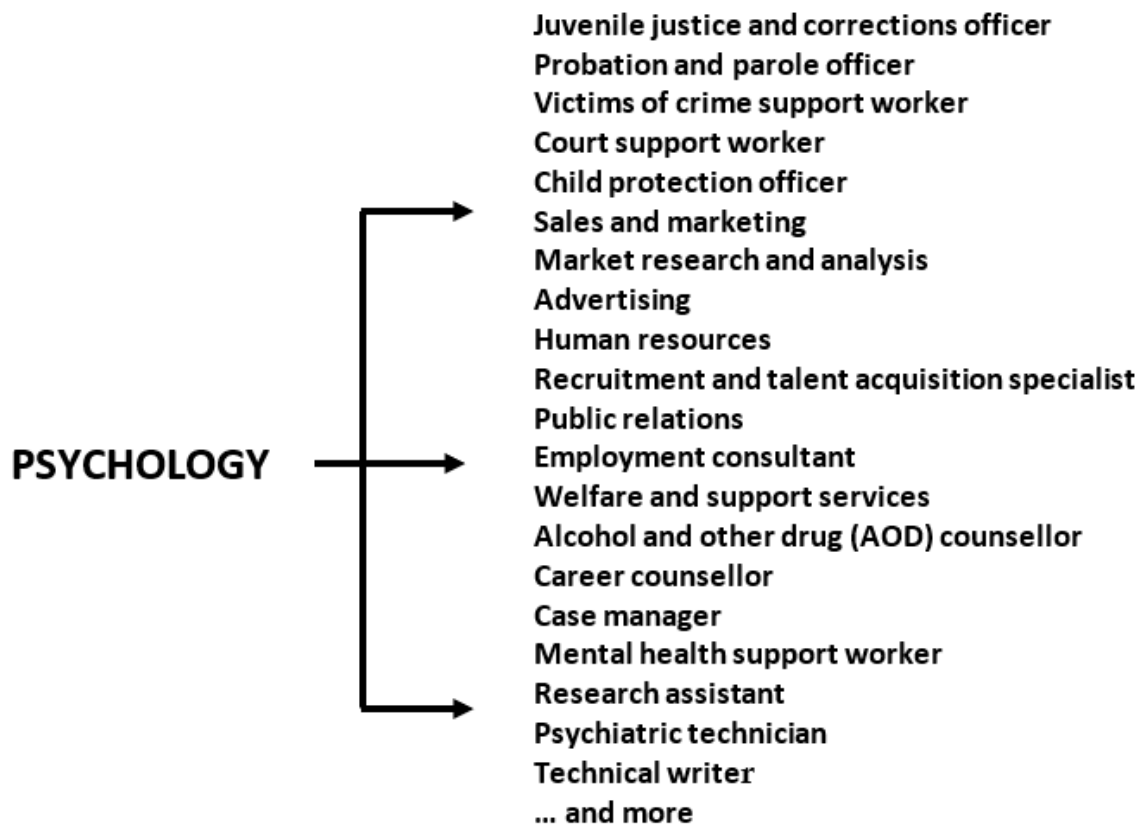 Juvenile justice and corrections officer
Probation and parole officer
Victims of crime support worker
Court support worker
Child protection officer
Sales and marketing
Market research and analysis
Advertising
Human resources
Recruitment and talent acquisition specialist
Public relations
PSYCHOLOGY
Employment consultant
Welfare and support services
Alcohol and other drug (AOD) counsellor
Career counsellor
Case manager
Mental health support worker
Research assistant
Psychiatric technician
Technical writer
... and more